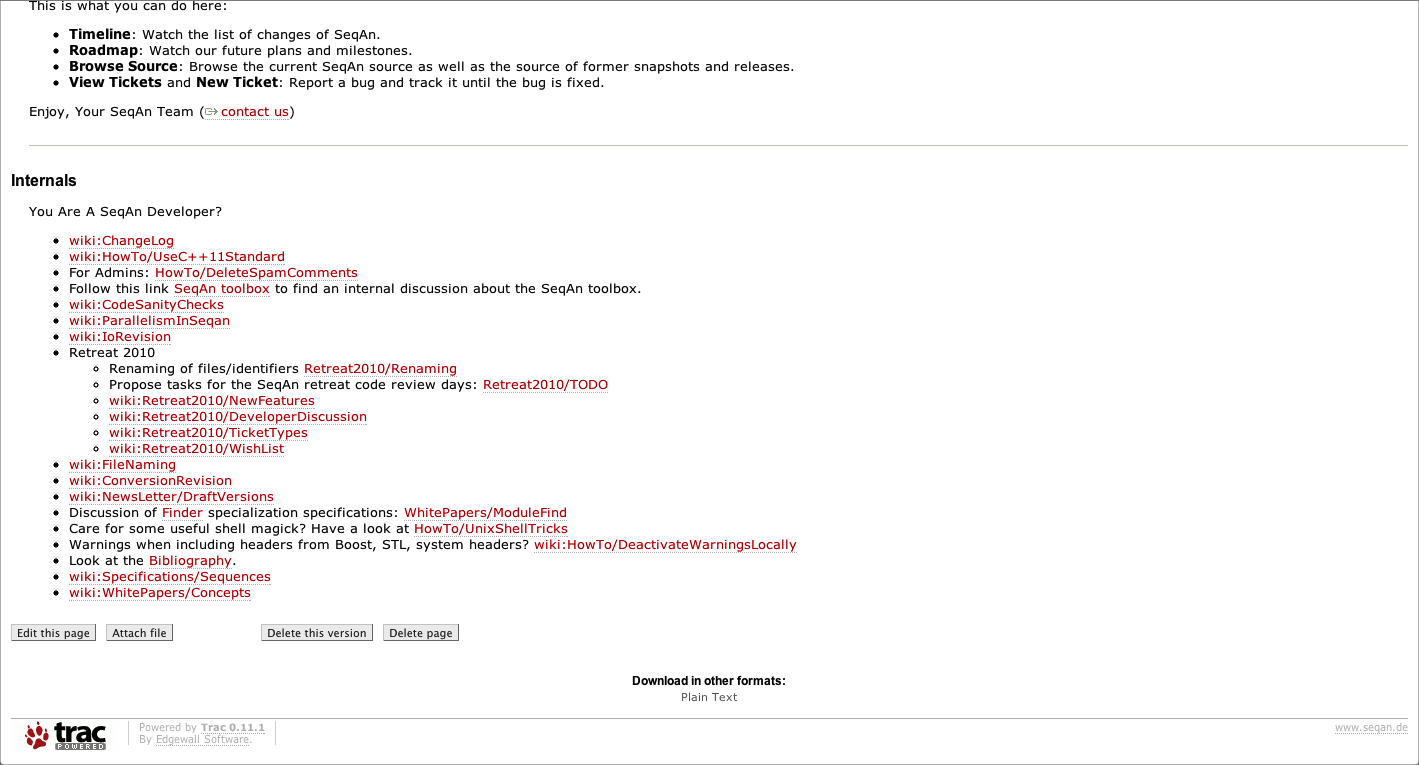 This is what you can do here:
Timeline: Watch the list of changes of SeqAn.
Roadmap: Watch our future plans and milestones.
Browse Source: Browse the current SeqAn source as well as the source of former snapshots and releases.
View Tickets and New Ticket: Report a bug and track it until the bug is fixed.
Enjoy, Your SeqAn Team (contact us)
Internals
You Are A SeqAn Developer?
wiki:ChangeLog
wiki:HowTo/UseC++11Standard
For Admins: HowTo/DeleteSpamComments
Follow this link SeqAn toolbox to find an internal discussion about the SeqAn toolbox.
wiki:CodeSanityChecks
wiki:ParallelismInSeqan
wiki:IoRevision
Retreat 2010
Renaming of files/identifiers Retreat2010/Renaming
Propose tasks for the SeqAn retreat code review days: Retreat2010/TODO
wiki:Retreat2010/NewFeatures
wiki:Retreat2010/DeveloperDiscussion
wiki:Retreat2010/TicketTypes
wiki:Retreat2010/WishList
wiki:FileNaming
wiki:ConversionRevision
wiki:NewsLetter/DraftVersions
Discussion of Finder specialization specifications: WhitePapers/ModuleFind
Care for some useful shell magick? Have a look at HowTo/UnixShellTricks
Warnings when including headers from Boost, STL, system headers? wiki:HowTo/DeactivateWarningsLocally
Look at the Bibliography.
wiki:Specifications/Sequences
wiki:WhitePapers/Concepts
Edit this page Attach file Delete this version Delete page
Download in other formats:
Plain Text
trac POWERED
Powered by Trac 0.11.1
By Edgewall Software.
www.seqan.de